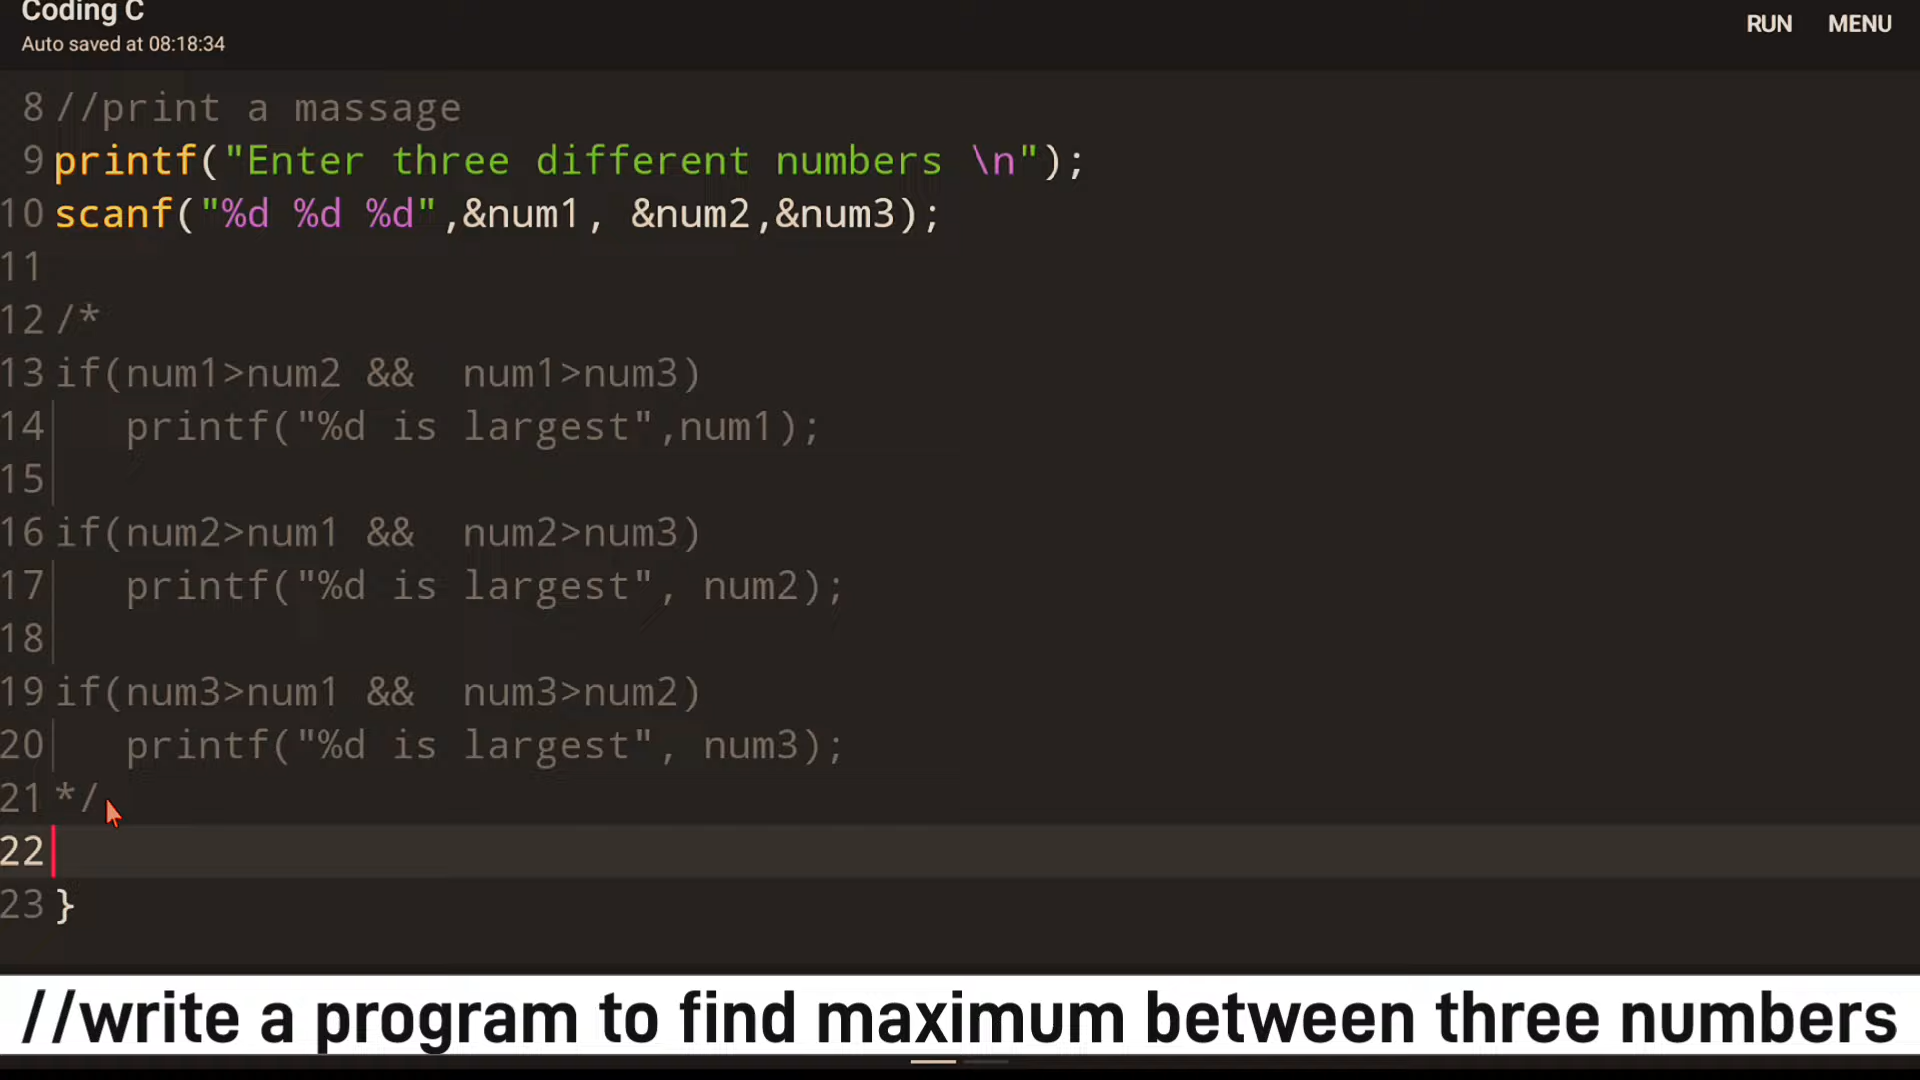 Coding C
Auto saved at 08:18:34
RUN MENU
8 //print a massage
9 printf("Enter three different numbers \n");
10 scanf("%d %d %d",&num1, &num2,&num3);
11
12 /*
13 if(num1>num2 &&  num1>num3)
14    printf("%d is largest",num1);
15
16 if(num2>num1 &&  num2>num3)
17    printf("%d is largest", num2);
18
19 if(num3>num1 &&  num3>num2)
20    printf("%d is largest", num3);
21 */
22
23 }
//write a program to find maximum between three numbers